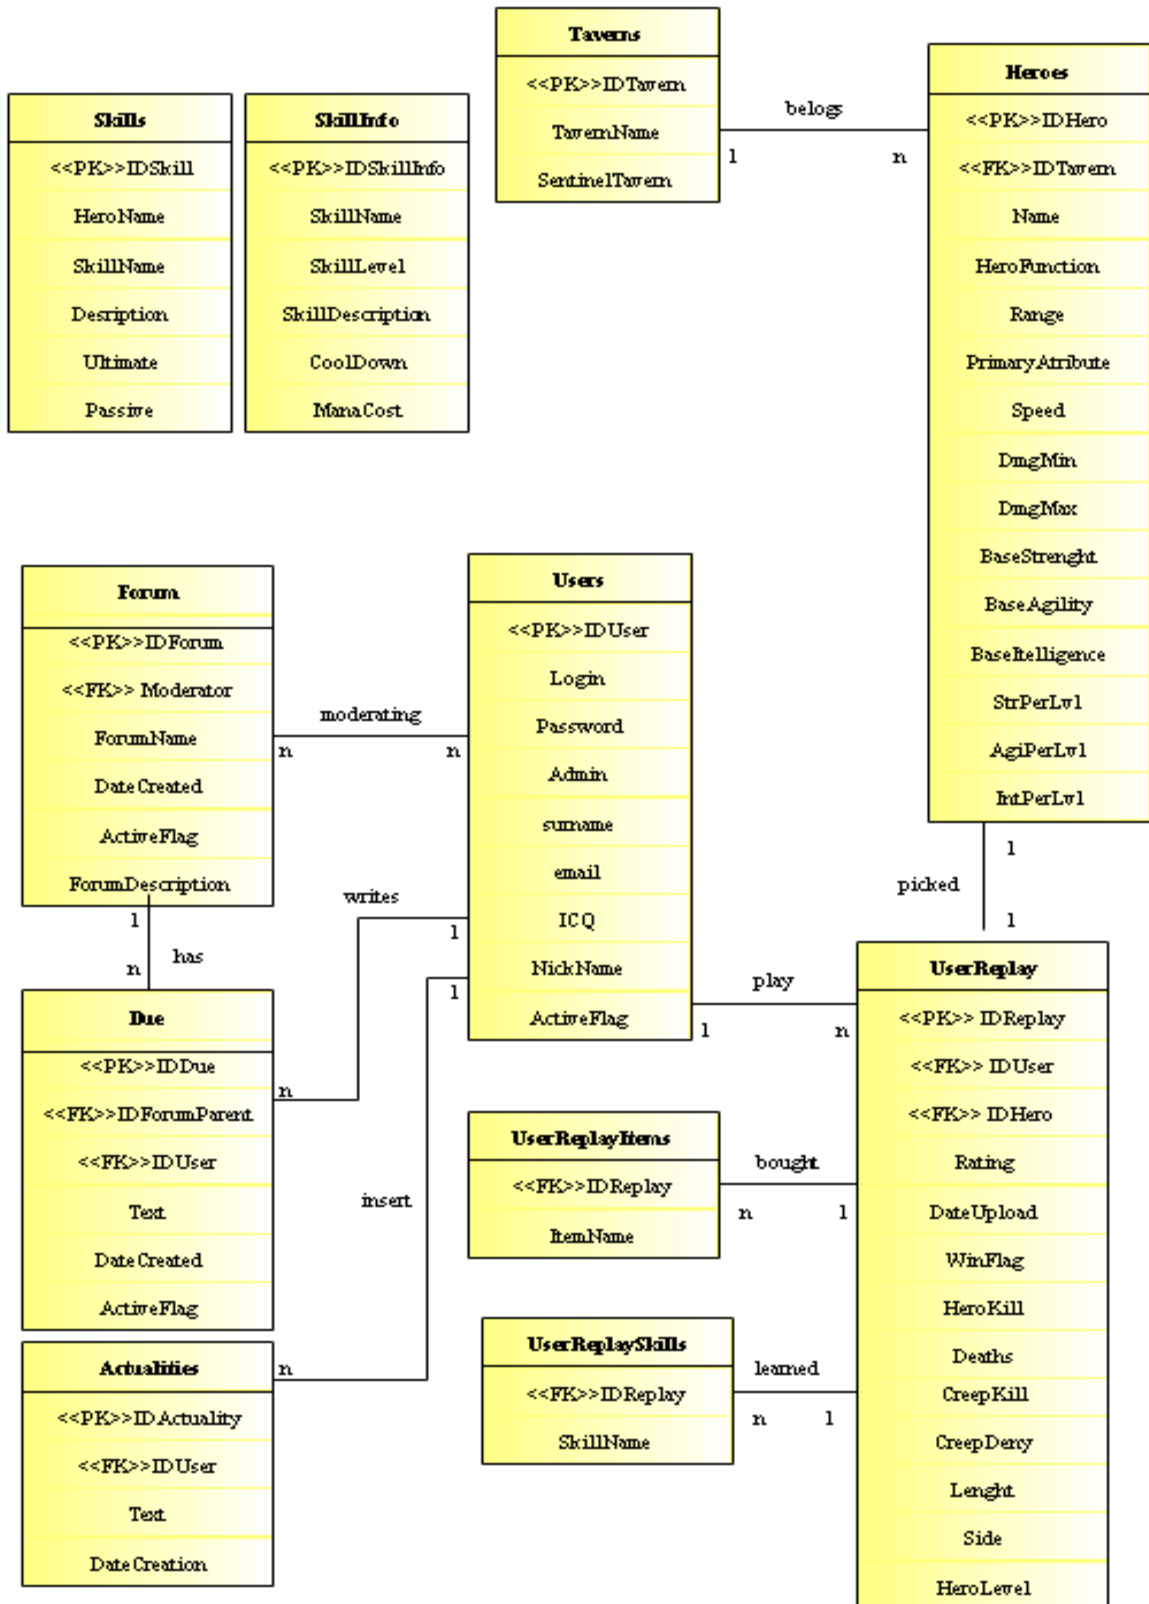 Taverns
<<PK>>IDTavern
TavernName
SentinelTavern
belogs
1
n
Heroes
<<PK>>IDHero
<<FK>>IDTavern
Name
HeroFunction
Range
PrimaryAtribute
Speed
DmgMin
DmgMax
BaseStrenght
BaseAgility
BaseItelligence
StrPerLvl
AgiPerLvl
IntPerLvl
Skills
<<PK>>IDSkill
HeroName
SkillName
Desription
Ultimate
Passive
SkillInfo
<<PK>>IDSkillInfo
SkillName
SkillLevel
SkillDescription
CoolDown
ManaCost
Forum
<<PK>>IDForum
<<FK>> Moderator
ForumName
DateCreated
ActiveFlag
ForumDescription
moderating
n
n
Users
<<PK>>IDUser
Login
Password
Admin
surname
email
ICQ
NickName
ActiveFlag
1
picked
1
writes
1
n
1
has
n
Due
<<PK>>IDDue
<<FK>>IDForumParent
<<FK>>IDUser
Text
DateCreated
ActiveFlag
1
insert
n
play
1
n
UserReplay
<<PK>> IDReplay
<<FK>> IDUser
<<FK>> IDHero
Rating
DateUpload
WinFlag
HeroKill
Deaths
CreepKill
CreepDeny
Lenght
Side
HeroLevel
UserReplayItems
<<FK>>IDReplay
ItemName
bought
n
1
UserReplaySkills
<<FK>>IDReplay
SkillName
learned
n
1
Actualities
<<PK>>IDActuality
<<FK>>IDUser
Text
DateCreation